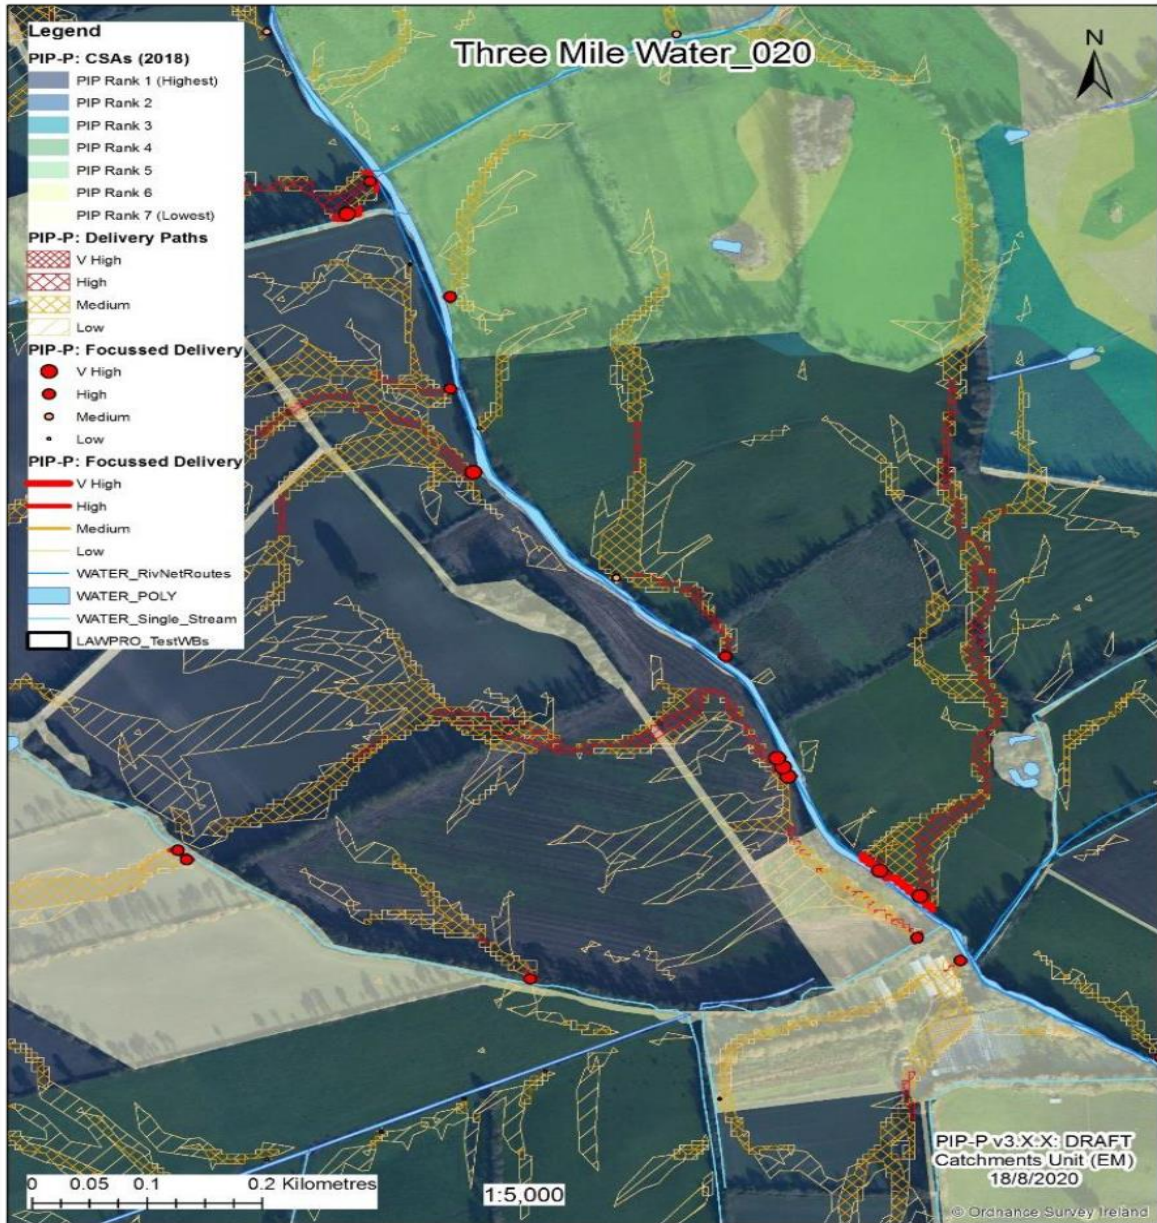 Legend
PIP-P: CSAs (2018)
PIP Rank 1 (Highest)
PIP Rank 2
PIP Rank 3
PIP Rank 4
PIP Rank 5
PIP Rank 6
PIP Rank 7 (Lowest)
PIP-P: Delivery Paths
V High
High
Medium
Low
PIP-P: Focussed Delivery
V High
High
Medium
Low
PIP-P: Focussed Delivery
V High
High
Medium
Low
WATER_RivNetRoutes
WATER_POLY
WATER_Single_Stream
LAWPRO_TestWBs
Three Mile Water_020
N
0 0.05 0.1 0.2 Kilometres
1:5,000
PIP-P v3.X.X: DRAFT
Catchments Unit (EM)
18/8/2020
© Ordnance Survey Ireland